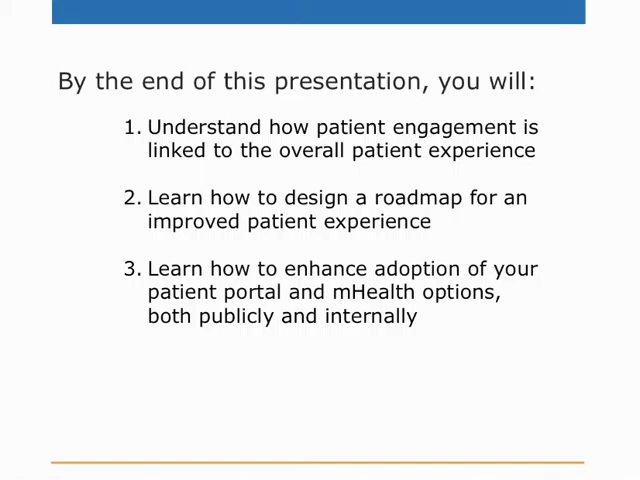 By the end of this presentation, you will:
1. Understand how patient engagement is
linked to the overall patient experience
2. Learn how to design a roadmap for an
improved patient experience
3. Learn how to enhance adoption of your
patient portal and mHealth options,
both publicly and internally